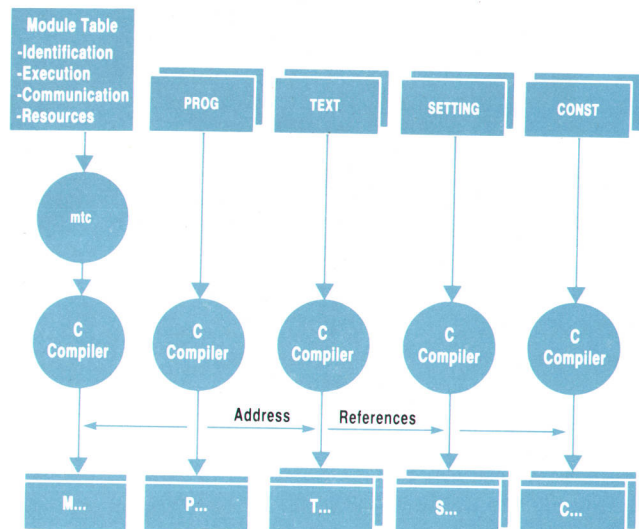 Module Table
-Identification
-Execution
-Communication
-Resources
PROG
TEXT
SETTING
CONST
mtc
C
Compiler
C
Compiler
C
Compiler
C
Compiler
C
Compiler
Address
References
M...
P...
T...
S...
C...